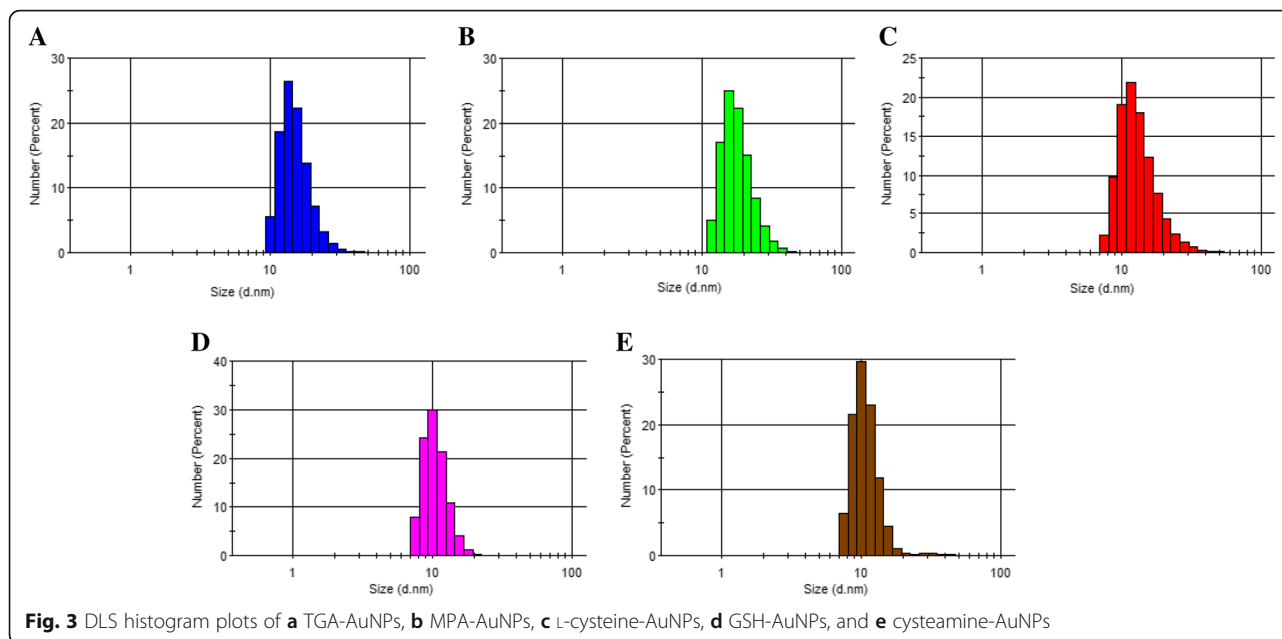 A
30
20
10
0
Number (Percent)
1
10
100
Size (d.nm)
B
30
20
10
0
Number (Percent)
1
10
100
Size (d.nm)
C
25
20
15
10
5
0
Number (Percent)
1
10
100
Size (d.nm)
D
40
30
20
10
0
Number (Percent)
1
10
100
Size (d.nm)
E
30
20
10
0
Number (Percent)
1
10
100
Size (d.nm)
Fig. 3 DLS histogram plots of a TGA-AuNPs, b MPA-AuNPs, c L-cysteine-AuNPs, d GSH-AuNPs, and e cysteamine-AuNPs